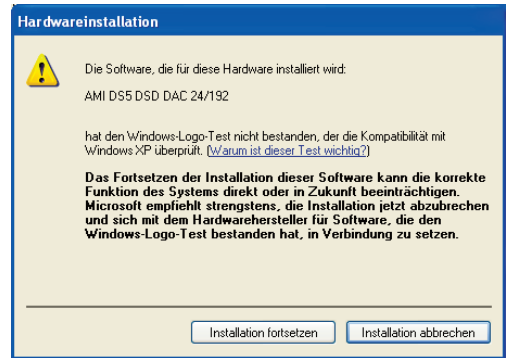 Hardwareinstallation
Die Software, die für diese Hardware installiert wird:
AMI DS5 DSD DAC 24/192
hat den Windows-Logo-Test nicht bestanden, der die Kompatibilität mit
Windows XP überprüft. (Warum ist dieser Test wichtig?)
Das Fortsetzen der Installation dieser Software kann die korrekte
Funktion des Systems direkt oder in Zukunft beeinträchtigen.
Microsoft empfiehlt strengstens, die Installation jetzt abzubrechen
und sich mit dem Hardwarehersteller für Software, die den
Windows-Logo-Test bestanden hat, in Verbindung zu setzen.
Installation fortsetzen
Installation abbrechen